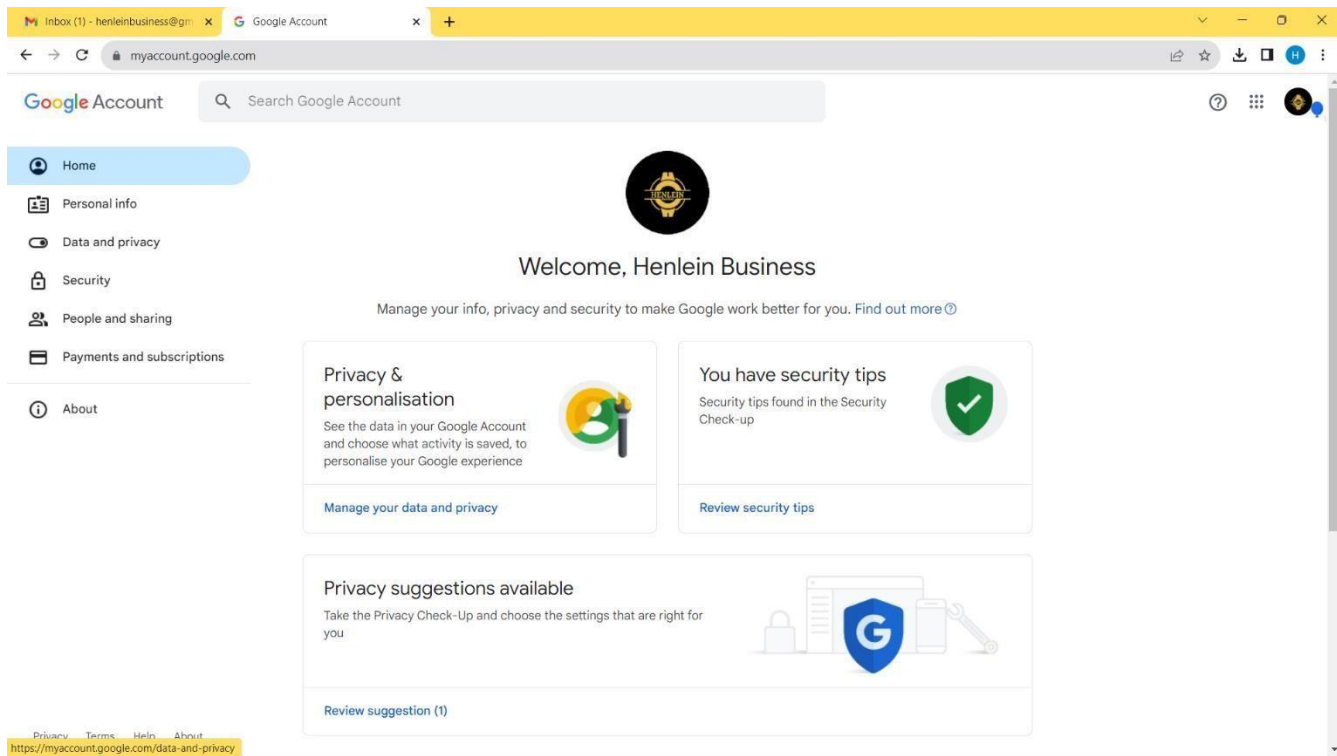 Inbox (1) - henleinbusiness@gm
Google Account
myaccount.google.com
H
Google Account
Search Google Account
Home
Personal info
Data and privacy
Security
People and sharing
Payments and subscriptions
About
HENLEIN
Welcome, Henlein Business
Manage your info, privacy and security to make Google work better for you. Find out more
Privacy &
personalisation
See the data in your Google Account
and choose what activity is saved, to
personalise your Google experience
Manage your data and privacy
You have security tips
Security tips found in the Security
Check-up
Review security tips
Privacy suggestions available
Take the Privacy Check-Up and choose the settings that are right for
you
G
Review suggestion (1)
Privacy Terms Help About
https://myaccount.google.com/data-and-privacy